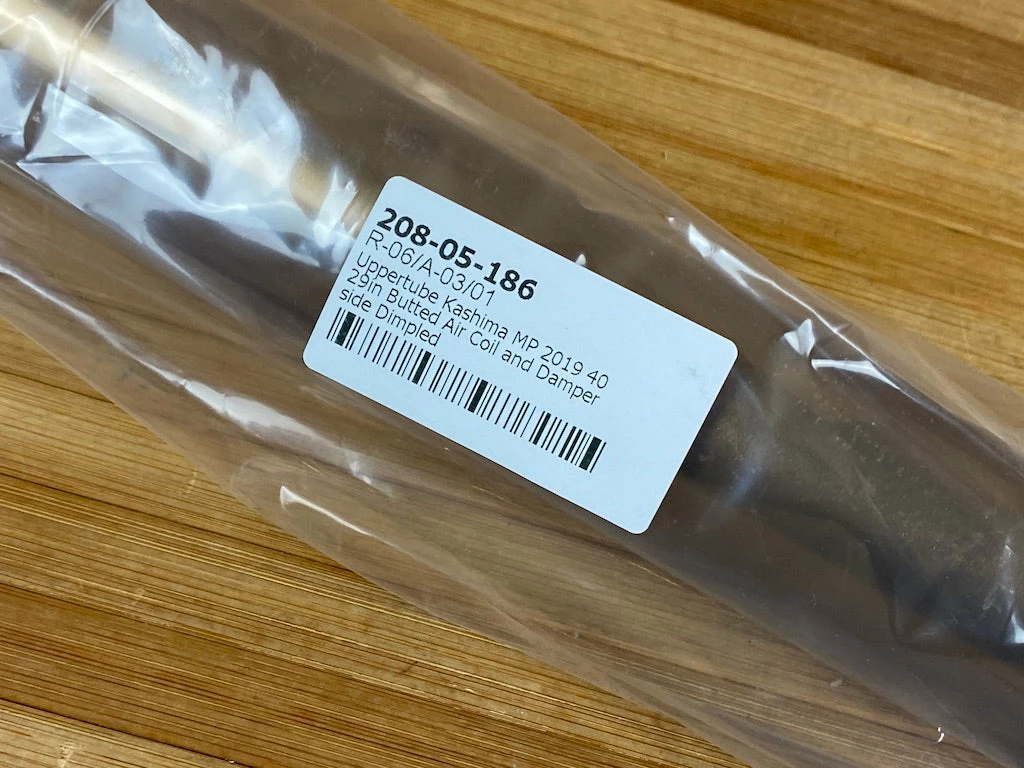 208-05-186
R-06/A-03/01
Uppertube Kashima MP 2019 40
29in Butted Air Coil and Damper
side Dimpled